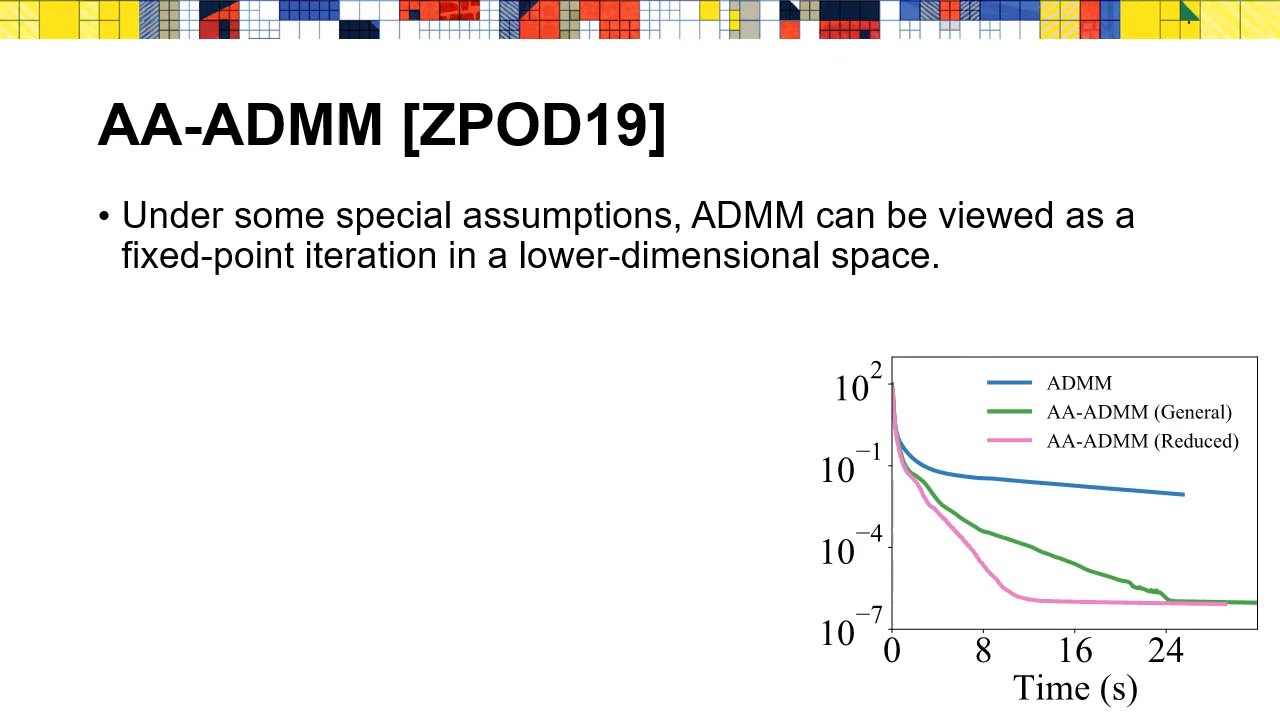 AA-ADMM [ZPOD19]
• Under some special assumptions, ADMM can be viewed as a
fixed-point iteration in a lower-dimensional space.
ADMM
AA-ADMM (General)
AA-ADMM (Reduced)
10^2
10^−1
10^−4
10^−7
0 8 16 24
Time (s)